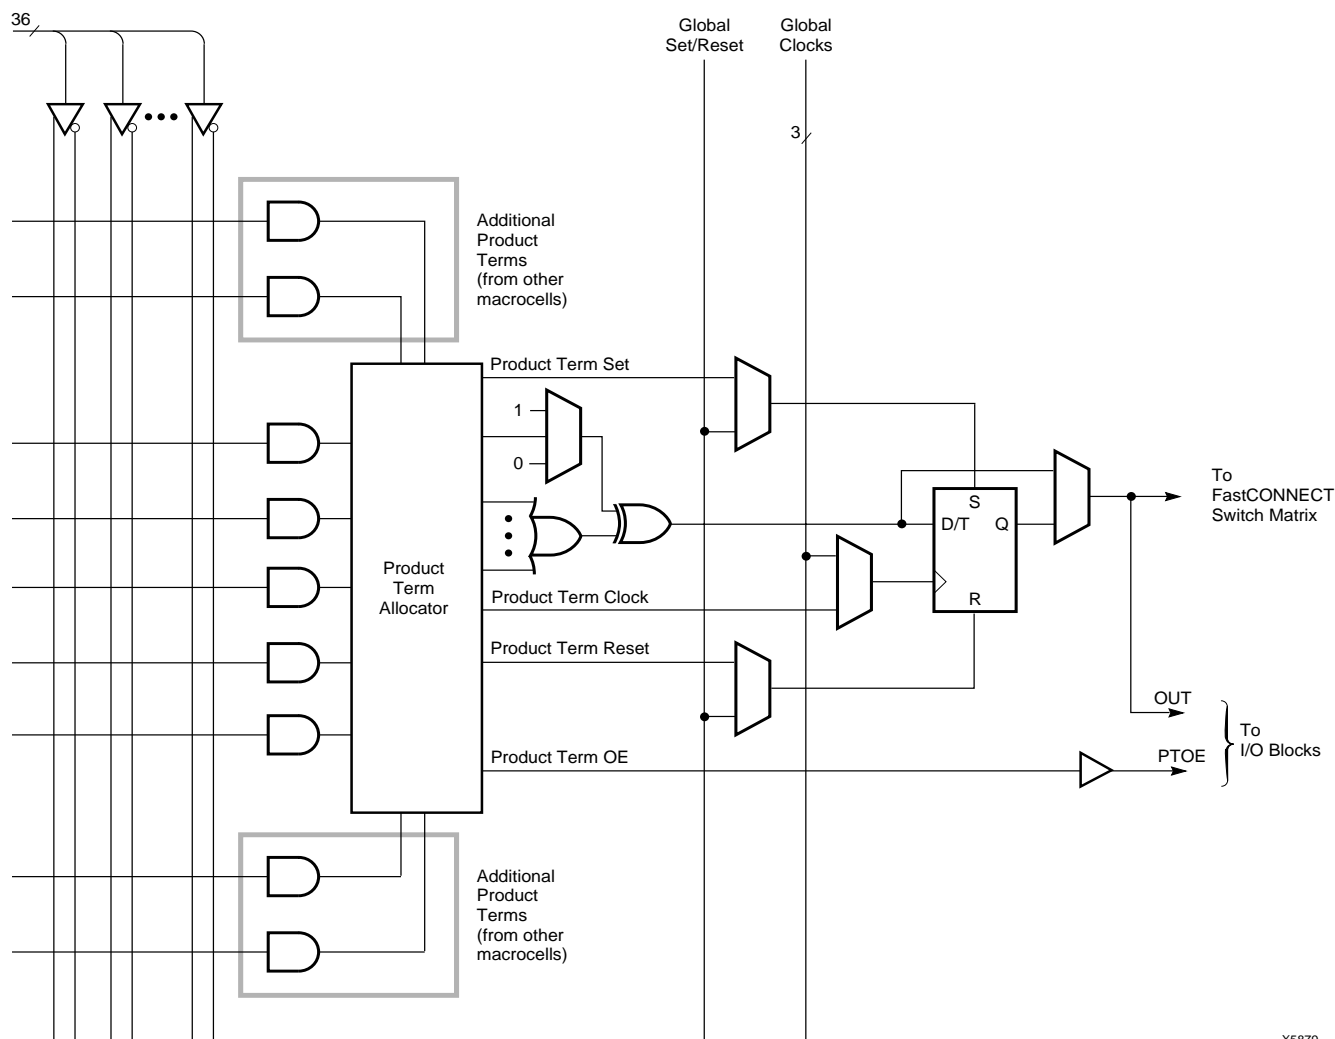 36
Global
Set/Reset
Global
Clocks
3
Additional
Product
Terms
(from other
macrocells)
Product Term Set
1
0
Product
Term
Allocator
S
D/T Q
R
To
FastCONNECT
Switch Matrix
Product Term Clock
Product Term Reset
OUT
Product Term OE
PTOE
To
I/O Blocks
Additional
Product
Terms
(from other
macrocells)